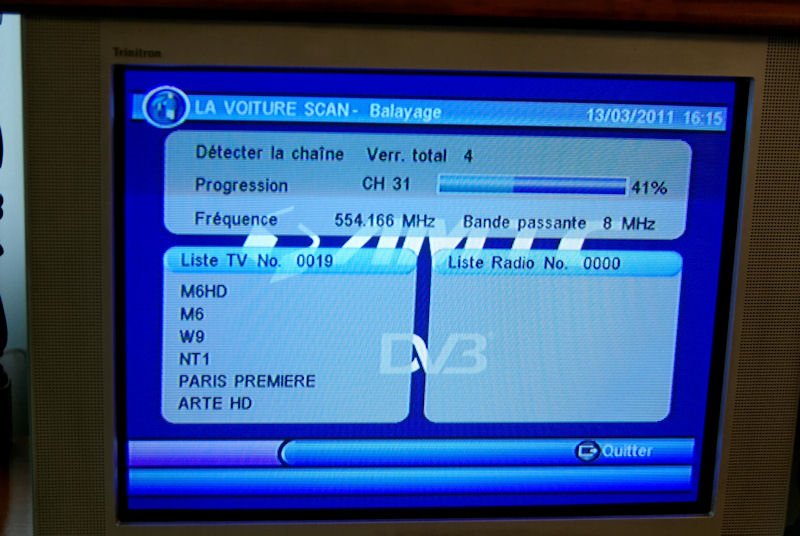 Trinitron
LA VOITURE SCAN- Balayage 13/03/2011 16:15
Détecter la chaîne Verr. total 4
Progression CH 31 41%
Fréquence 554.166 MHz Bande passante 8 MHz
Liste TV No. 0019 Liste Radio No. 0000
M6HD
M6
W9
NT1
PARIS PREMIERE
ARTE HD
DVB
Quitter